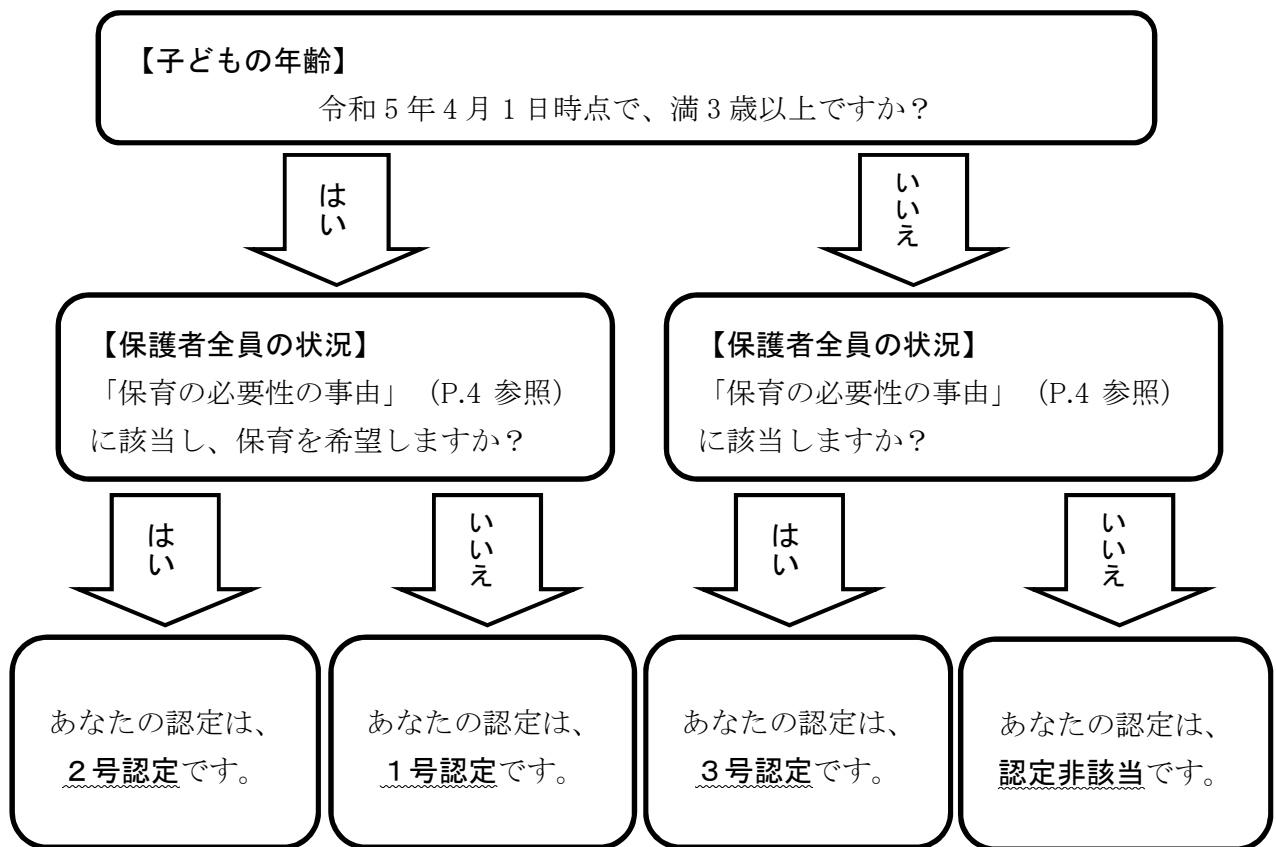 【子どもの年齢】
令和5年4月1日時点で、満3歳以上ですか?
はい
いいえ
【保護者全員の状況】
「保育の必要性の事由」(P.4 参照)
に該当し、保育を希望しますか?
【保護者全員の状況】
「保育の必要性の事由」(P.4 参照)
に該当しますか?
はい
いいえ
はい
いいえ
あなたの認定は、
2号認定です。
あなたの認定は、
1号認定です。
あなたの認定は、
3号認定です。
あなたの認定は、
認定非該当です。